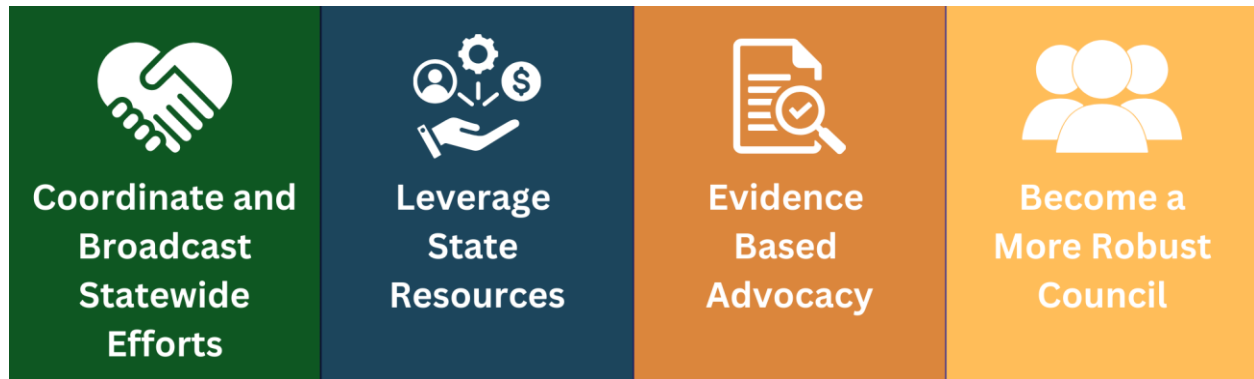 Coordinate and
Broadcast
Statewide
Efforts
Leverage
State
Resources
Evidence
Based
Advocacy
Become a
More Robust
Council
$